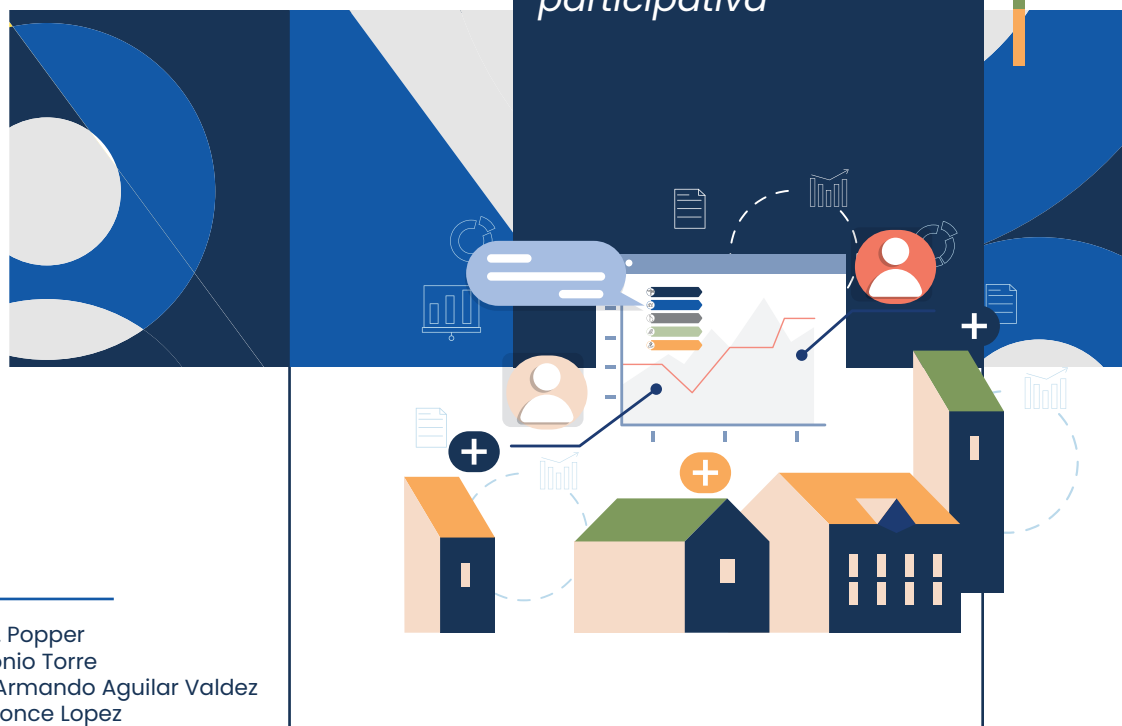 participativa
Popper
onio Torre
Armando Aguilar Valdez
once Lopez